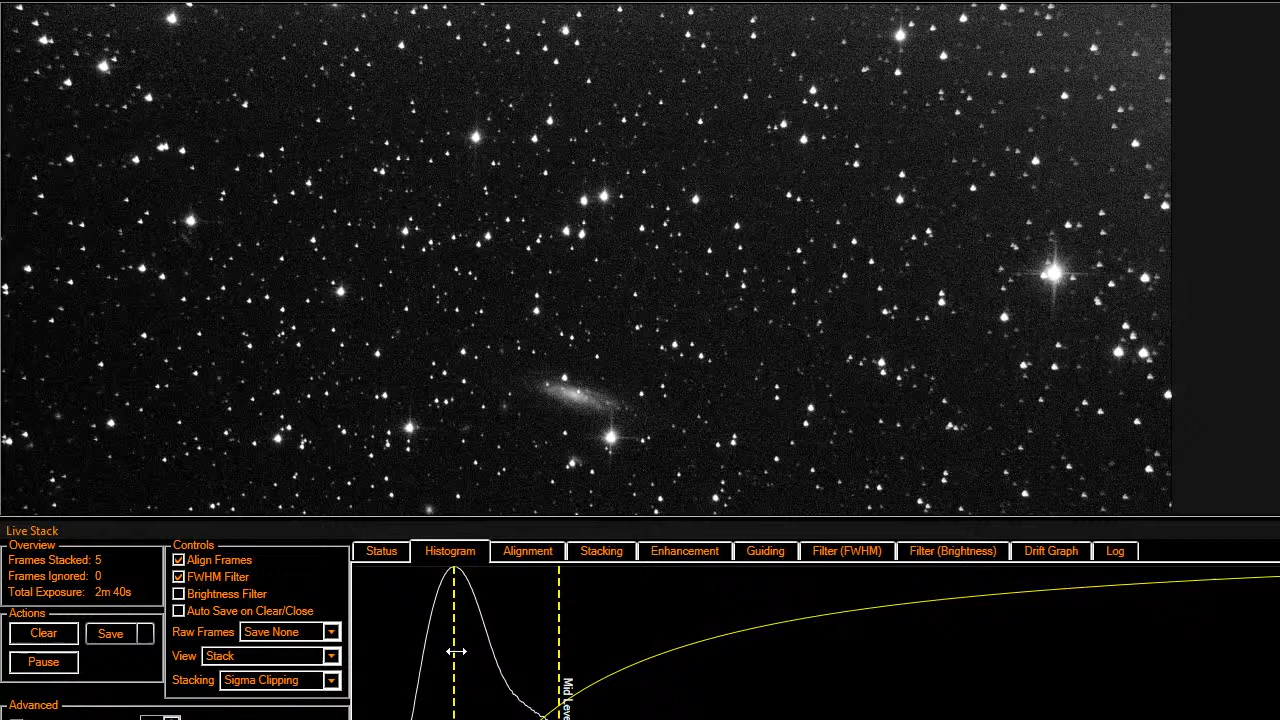 Live Stack
Overview
Frames Stacked: 5
Frames Ignored: 0
Total Exposure: 2m 40s
Actions
Clear
Save
Pause
Controls
Align Frames
FWHM Filter
Brightness Filter
Auto Save on Clear/Close
Raw Frames Save None
View Stack
Stacking Sigma Clipping
Advanced
Status Histogram Alignment Stacking Enhancement Guiding Filter (FWHM) Filter (Brightness) Drift Graph Log
Mid Leve